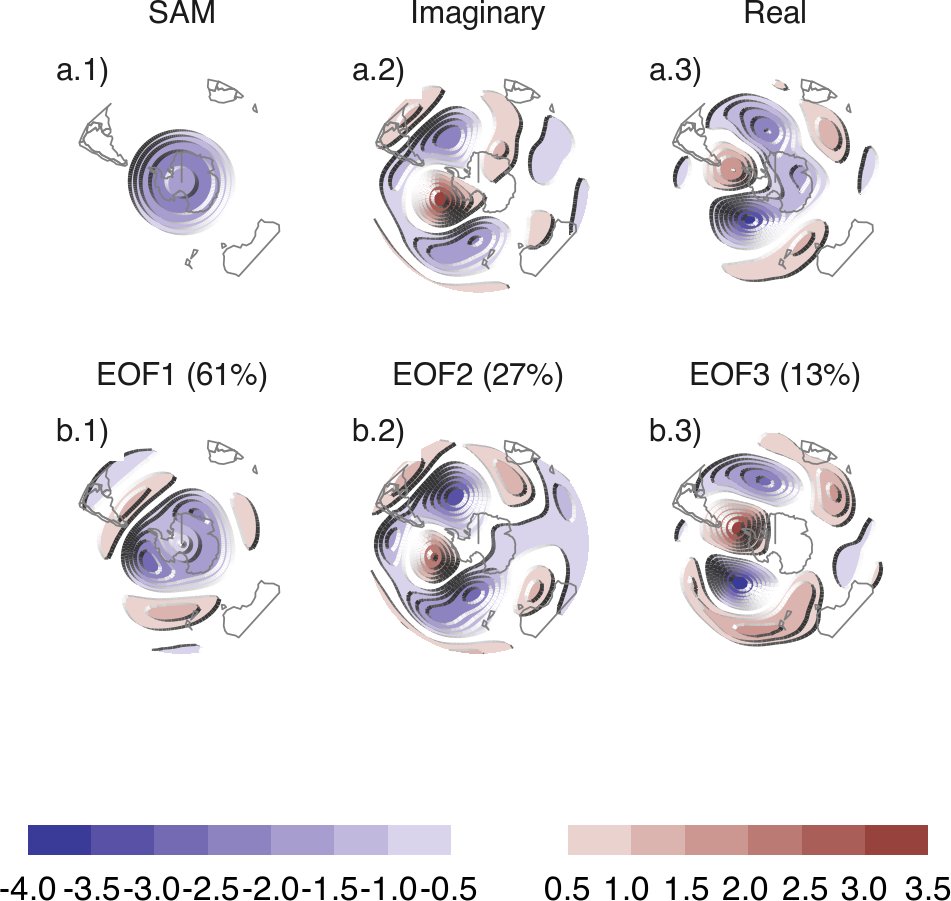 SAM Imaginary Real
a.1) a.2) a.3)
EOF1 (61%) EOF2 (27%) EOF3 (13%)
b.1) b.2) b.3)
-4.0 -3.5 -3.0 -2.5 -2.0 -1.5 -1.0 -0.5 0.5 1.0 1.5 2.0 2.5 3.0 3.5